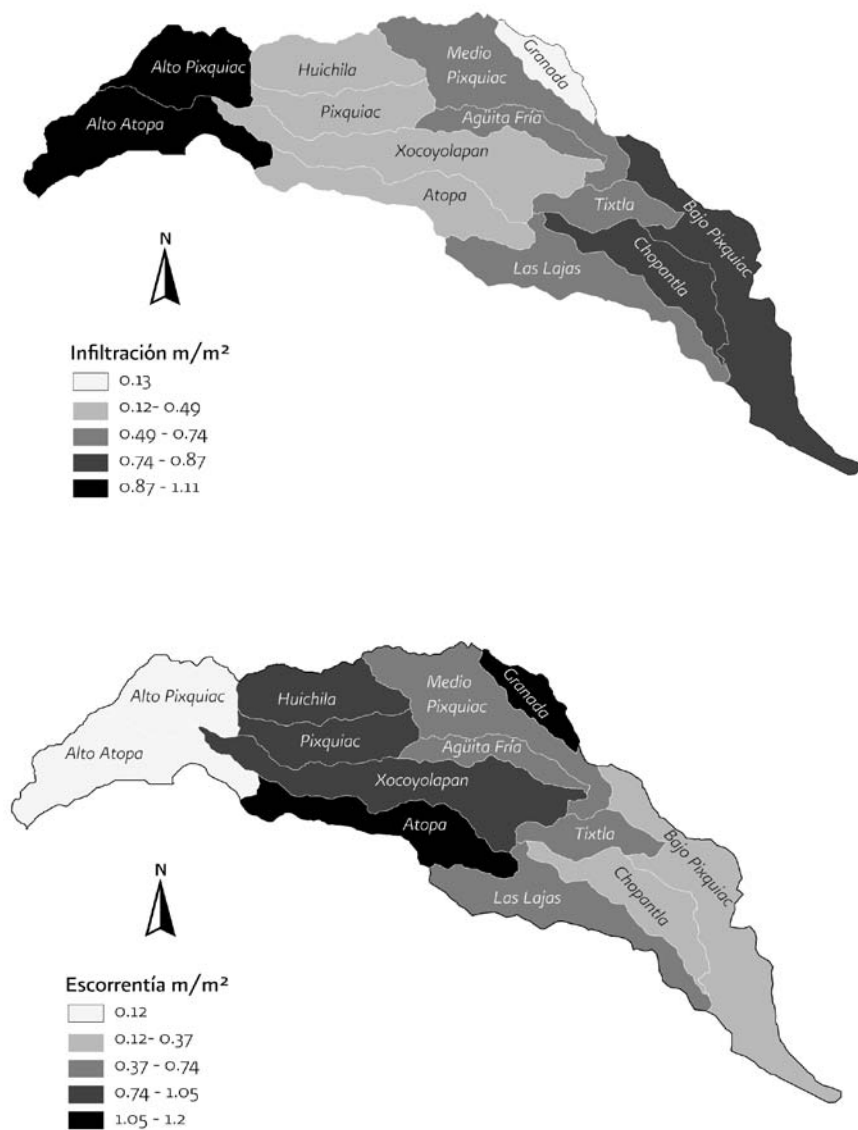 Alto Pixquiac
Huichila
Medio
Pixquiac
Granada
Alto Atopa
Pixquiac
Agüita Fría
Xocoyolapan
Atopa
Tixtla
Bajo Pixquiac
Las Lajas
Chopantla
N
Infiltración m/m²
0.13
0.12- 0.49
0.49 - 0.74
0.74 - 0.87
0.87 - 1.11
Alto Pixquiac
Huichila
Medio
Pixquiac
Granada
Alto Atopa
Pixquiac
Agüita Fría
Xocoyolapan
Atopa
Tixtla
Bajo Pixquiac
Las Lajas
Chopantla
N
Escorrentía m/m²
0.12
0.12- 0.37
0.37 - 0.74
0.74 - 1.05
1.05 - 1.2